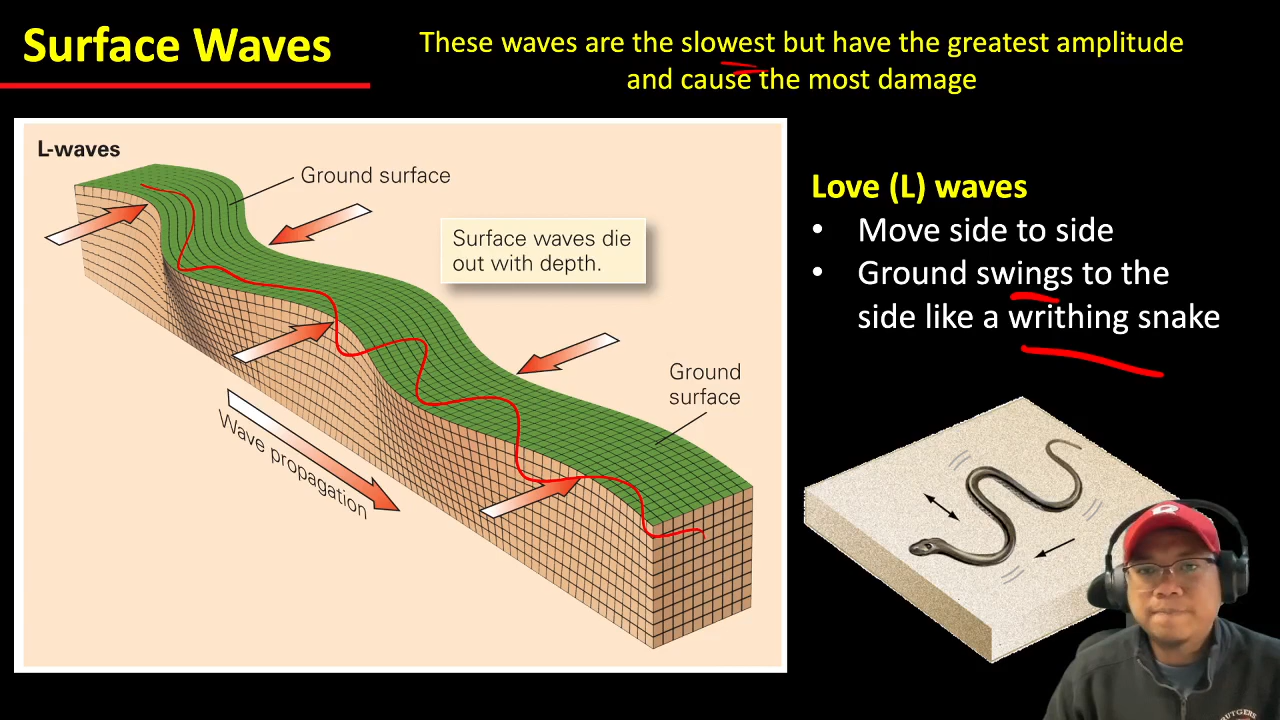 Surface Waves
These waves are the slowest but have the greatest amplitude
and cause the most damage
L-waves
Ground surface
Surface waves die
out with depth.
Ground
surface
Wave propagation
Love (L) waves
• Move side to side
• Ground swings to the
side like a writhing snake
R
RUTGERS